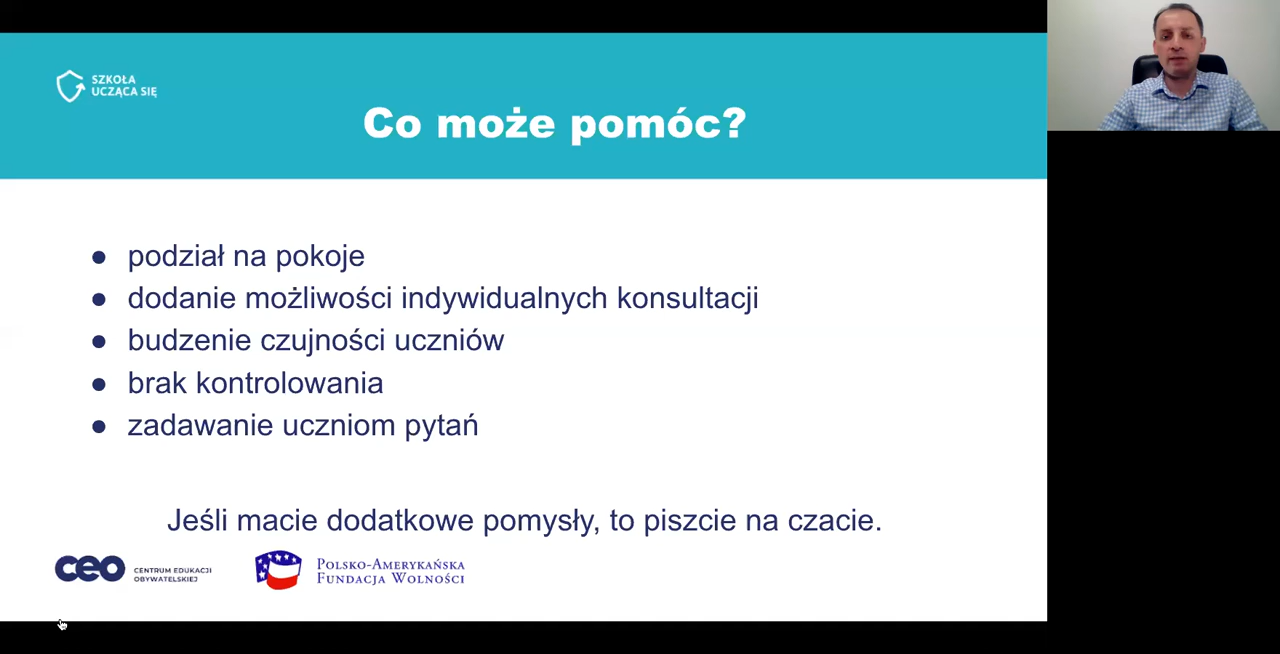 SZKOŁA
UCZĄCA SIĘ
Co może pomóc?
● podział na pokoje
● dodanie możliwości indywidualnych konsultacji
● budzenie czujności uczniów
● brak kontrolowania
● zadawanie uczniom pytań
Jeśli macie dodatkowe pomysły, to piszcie na czacie.
CEO
CENTRUM EDUKACJI
OBYWATELSKIEJ
POLSKO-AMERYKAŃSKA
FUNDACJA WOLNOŚCI